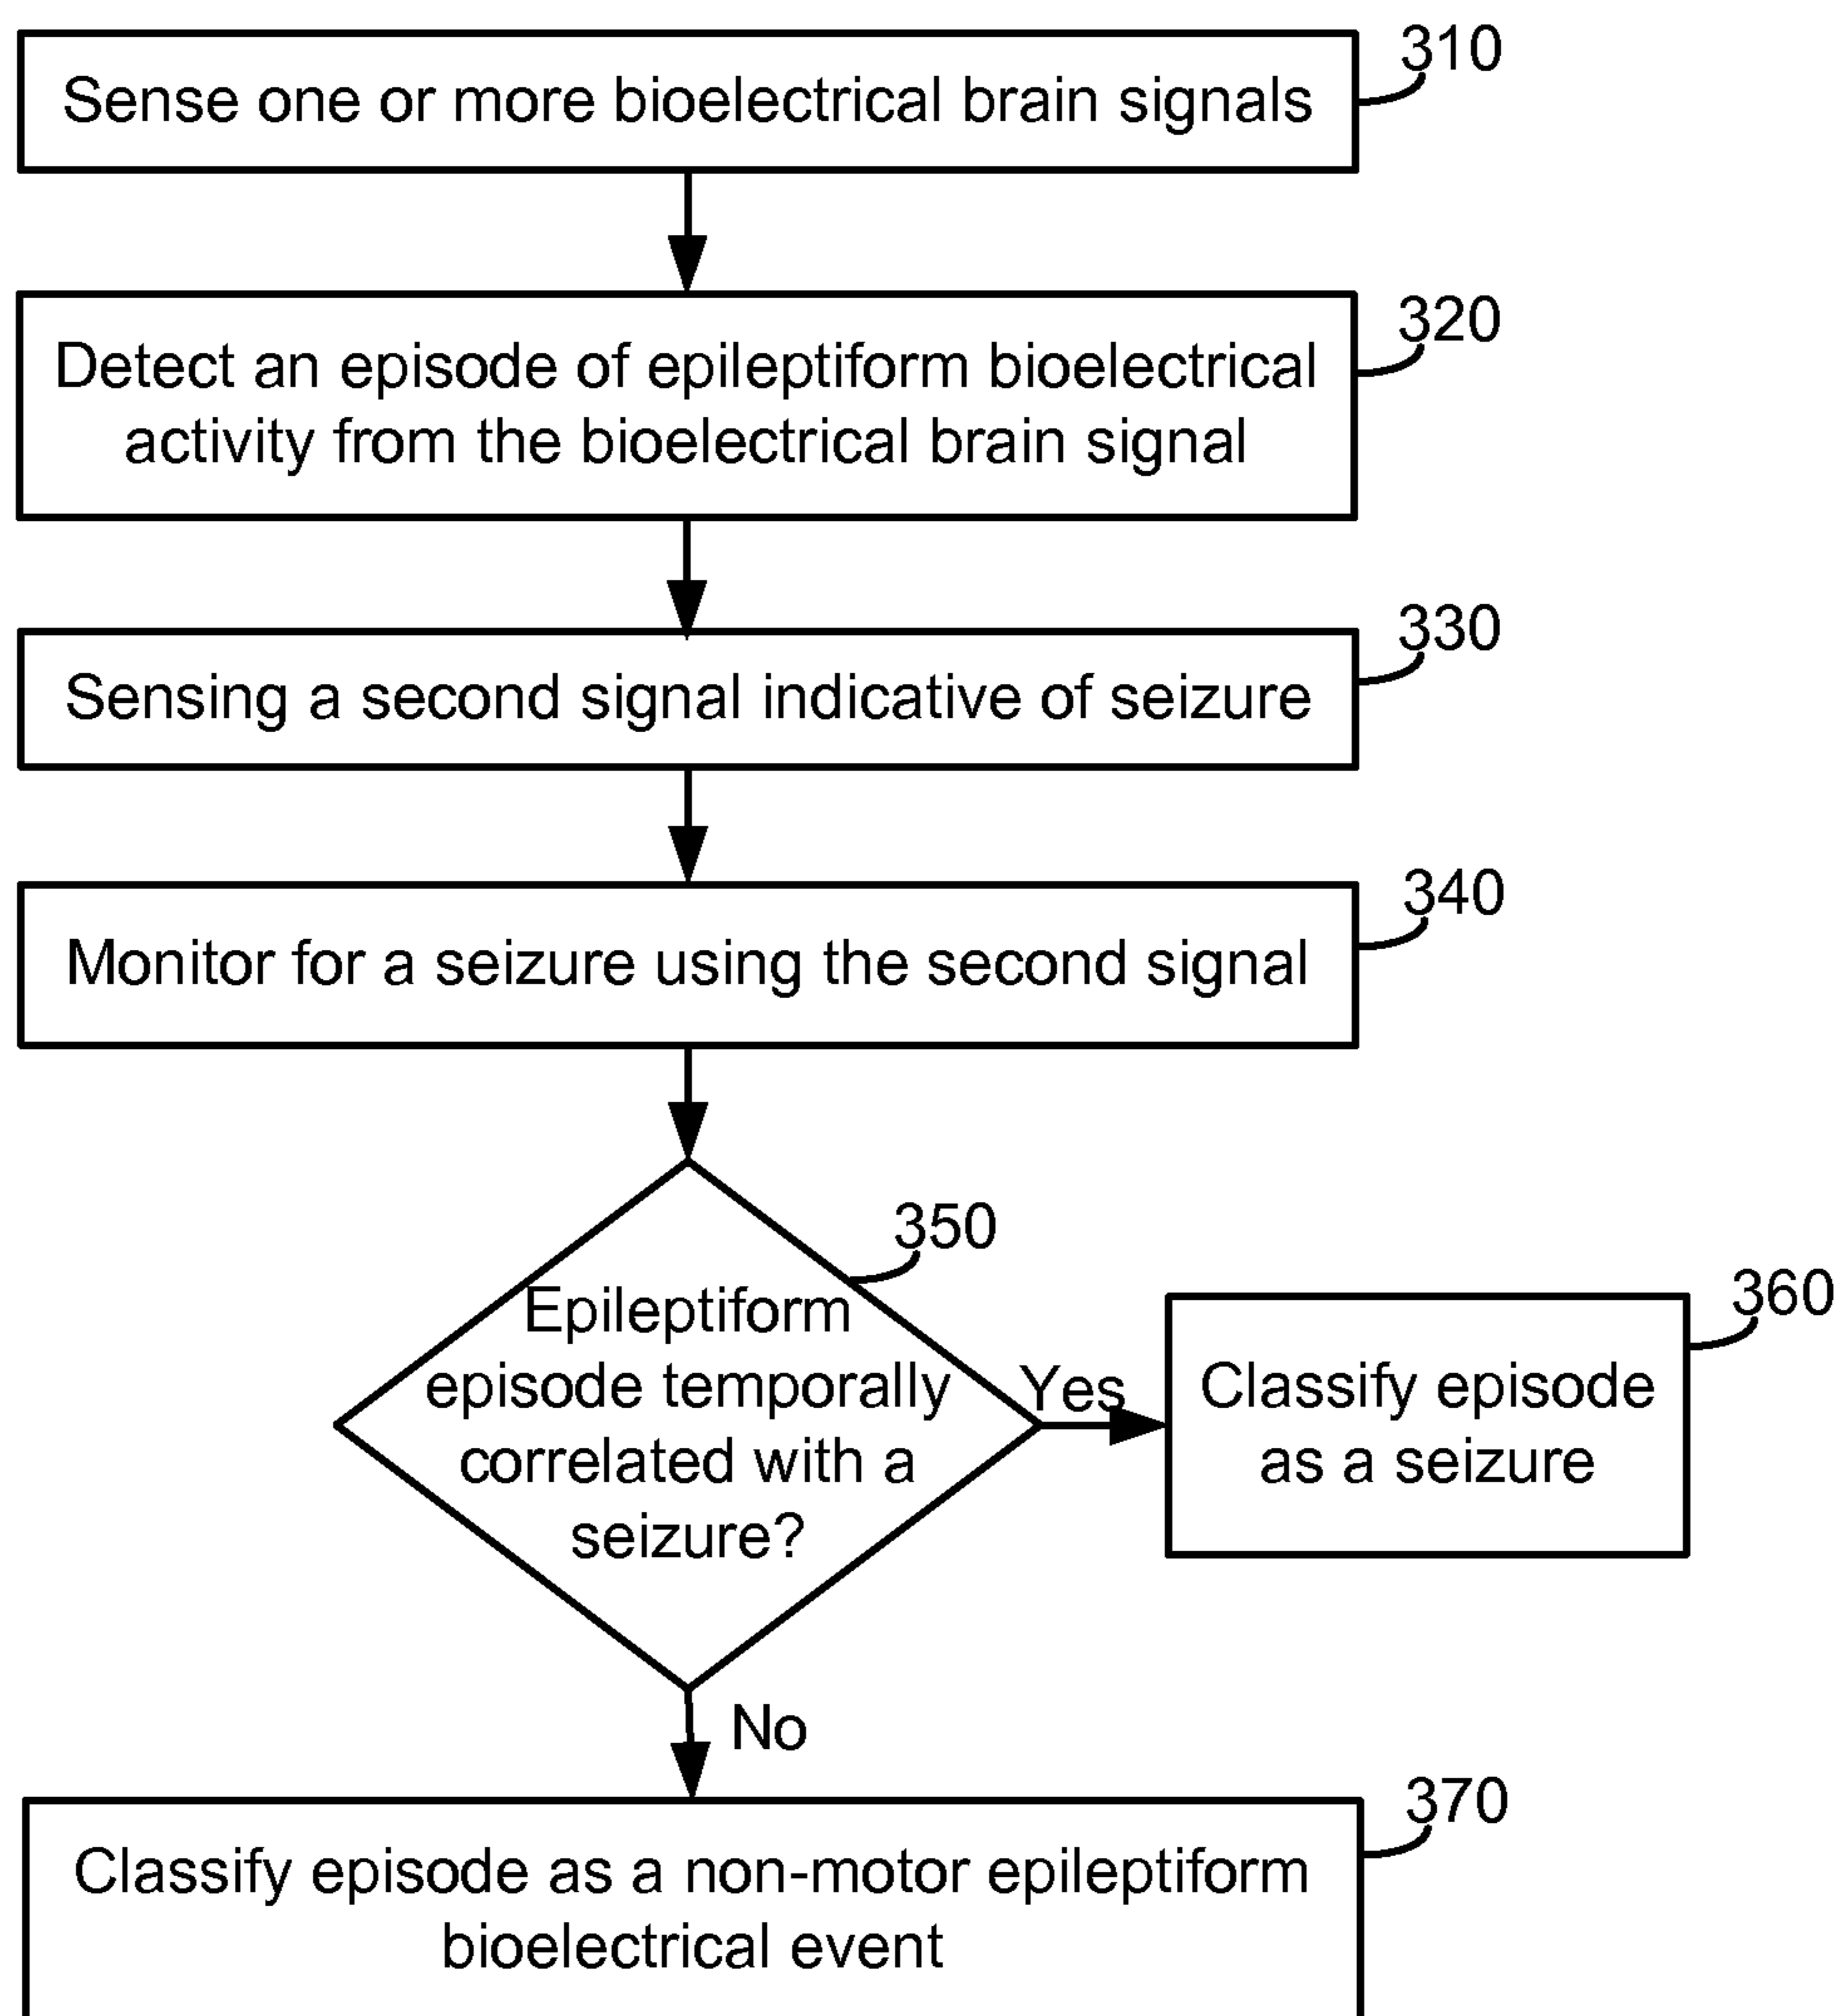 310
Sense one or more bioelectrical brain signals
320
Detect an episode of epileptiform bioelectrical
activity from the bioelectrical brain signal
330
Sensing a second signal indicative of seizure
340
Monitor for a seizure using the second signal
350
Epileptiform
episode temporally
correlated with a
seizure?
Yes
360
Classify episode
as a seizure
No
370
Classify episode as a non-motor epileptiform
bioelectrical event